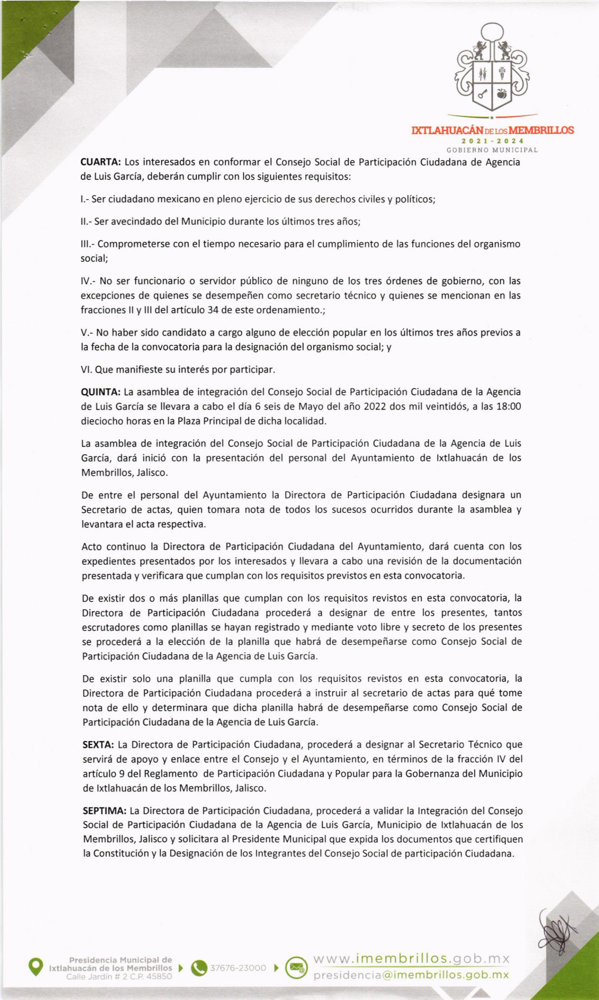 IXTLAHUACÁN DE LOS MEMBRILLOS
2021-2024
GOBIERNO MUNICIPAL
CUARTA: Los interesados en conformar el Consejo Social de Participación Ciudadana de Agencia
de Luis García, deberán cumplir con los siguientes requisitos:
I.- Ser ciudadano mexicano en pleno ejercicio de sus derechos civiles y políticos;
II.- Ser avecindado del Municipio durante los últimos tres años;
III.- Comprometerse con el tiempo necesario para el cumplimiento de las funciones del organismo
social;
IV.- No ser funcionario o servidor público de ninguno de los tres órdenes de gobierno, con las
excepciones de quienes se desempeñen como secretario técnico y quienes se mencionan en las
fracciones II y III del artículo 34 de este ordenamiento.;
V.- No haber sido candidato a cargo alguno de elección popular en los últimos tres años previos a
la fecha de la convocatoria para la designación del organismo social; y
VI. Que manifieste su interés por participar.
QUINTA: La asamblea de integración del Consejo Social de Participación Ciudadana de la Agencia
de Luis García se llevara a cabo el día 6 seis de Mayo del año 2022 dos mil veintidós, a las 18:00
dieciocho horas en la Plaza Principal de dicha localidad.
La asamblea de integración del Consejo Social de Participación Ciudadana de la Agencia de Luis
García, dará inició con la presentación del personal del Ayuntamiento de Ixtlahuacán de los
Membrillos, Jalisco.
De entre el personal del Ayuntamiento la Directora de Participación Ciudadana designara un
Secretario de actas, quien tomara nota de todos los sucesos ocurridos durante la asamblea y
levantara el acta respectiva.
Acto continuo la Directora de Participación Ciudadana del Ayuntamiento, dará cuenta con los
expedientes presentados por los interesados y llevara a cabo una revisión de la documentación
presentada y verificara que cumplan con los requisitos previstos en esta convocatoria.
De existir dos o más planillas que cumplan con los requisitos revistos en esta convocatoria, la
Directora de Participación Ciudadana procederá a designar de entre los presentes, tantos
escrutadores como planillas se hayan registrado y mediante voto libre y secreto de los presentes
se procederá a la elección de la planilla que habrá de desempeñarse como Consejo Social de
Participación Ciudadana de la Agencia de Luis García.
De existir solo una planilla que cumpla con los requisitos revistos en esta convocatoria, la
Directora de Participación Ciudadana procederá a instruir al secretario de actas para qué tome
nota de ello y determinara que dicha planilla habrá de desempeñarse como Consejo Social de
Participación Ciudadana de la Agencia de Luis García.
SEXTA: La Directora de Participación Ciudadana, procederá a designar al Secretario Técnico que
servirá de apoyo y enlace entre el Consejo y el Ayuntamiento, en términos de la fracción IV del
artículo 9 del Reglamento de Participación Ciudadana y Popular para la Gobernanza del Municipio
de Ixtlahuacán de los Membrillos, Jalisco.
SEPTIMA: La Directora de Participación Ciudadana, procederá a validar la Integración del Consejo
Social de Participación Ciudadana de la Agencia de Luis García, Municipio de Ixtlahuacán de los
Membrillos, Jalisco y solicitara al Presidente Municipal que expida los documentos que certifiquen
la Constitución y la Designación de los Integrantes del Consejo Social de participación Ciudadana.
Presidencia Municipal de
Ixtlahuacán de los Membrillos
Calle Jardín # 2 C.P. 45850
37676-23000
www.imembrillos.gob.mx
presidencia@imembrillos.gob.mx